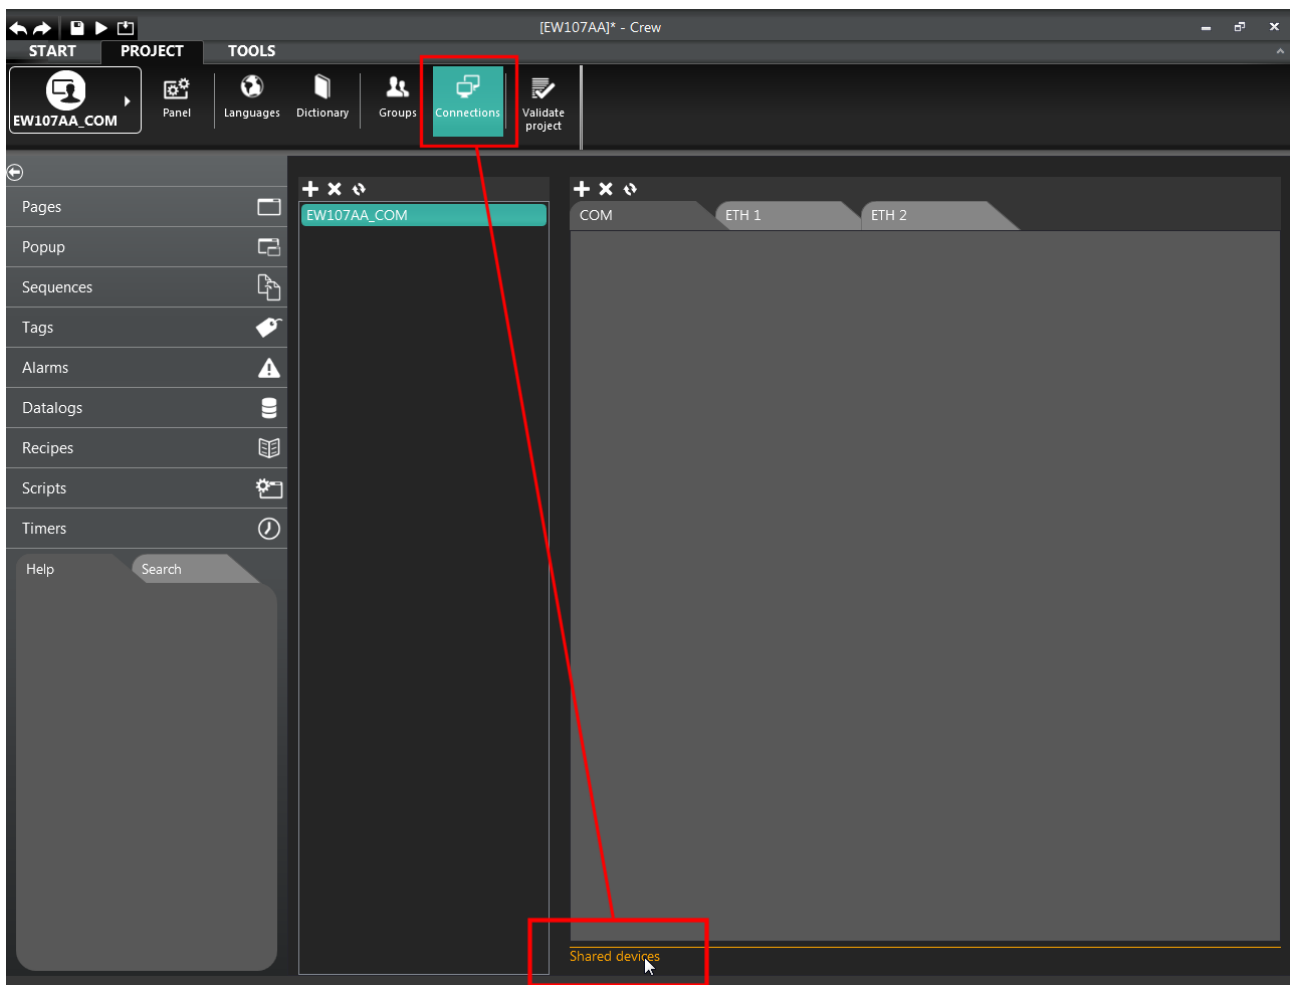 [EW107AA]* - Crew
START PROJECT TOOLS
EW107AA_COM
Panel
Languages
Dictionary
Groups
Connections
Validate
project
Pages
Popup
Sequences
Tags
Alarms
Datalogs
Recipes
Scripts
Timers
Help Search
EW107AA_COM
COM ETH 1 ETH 2
Shared devices